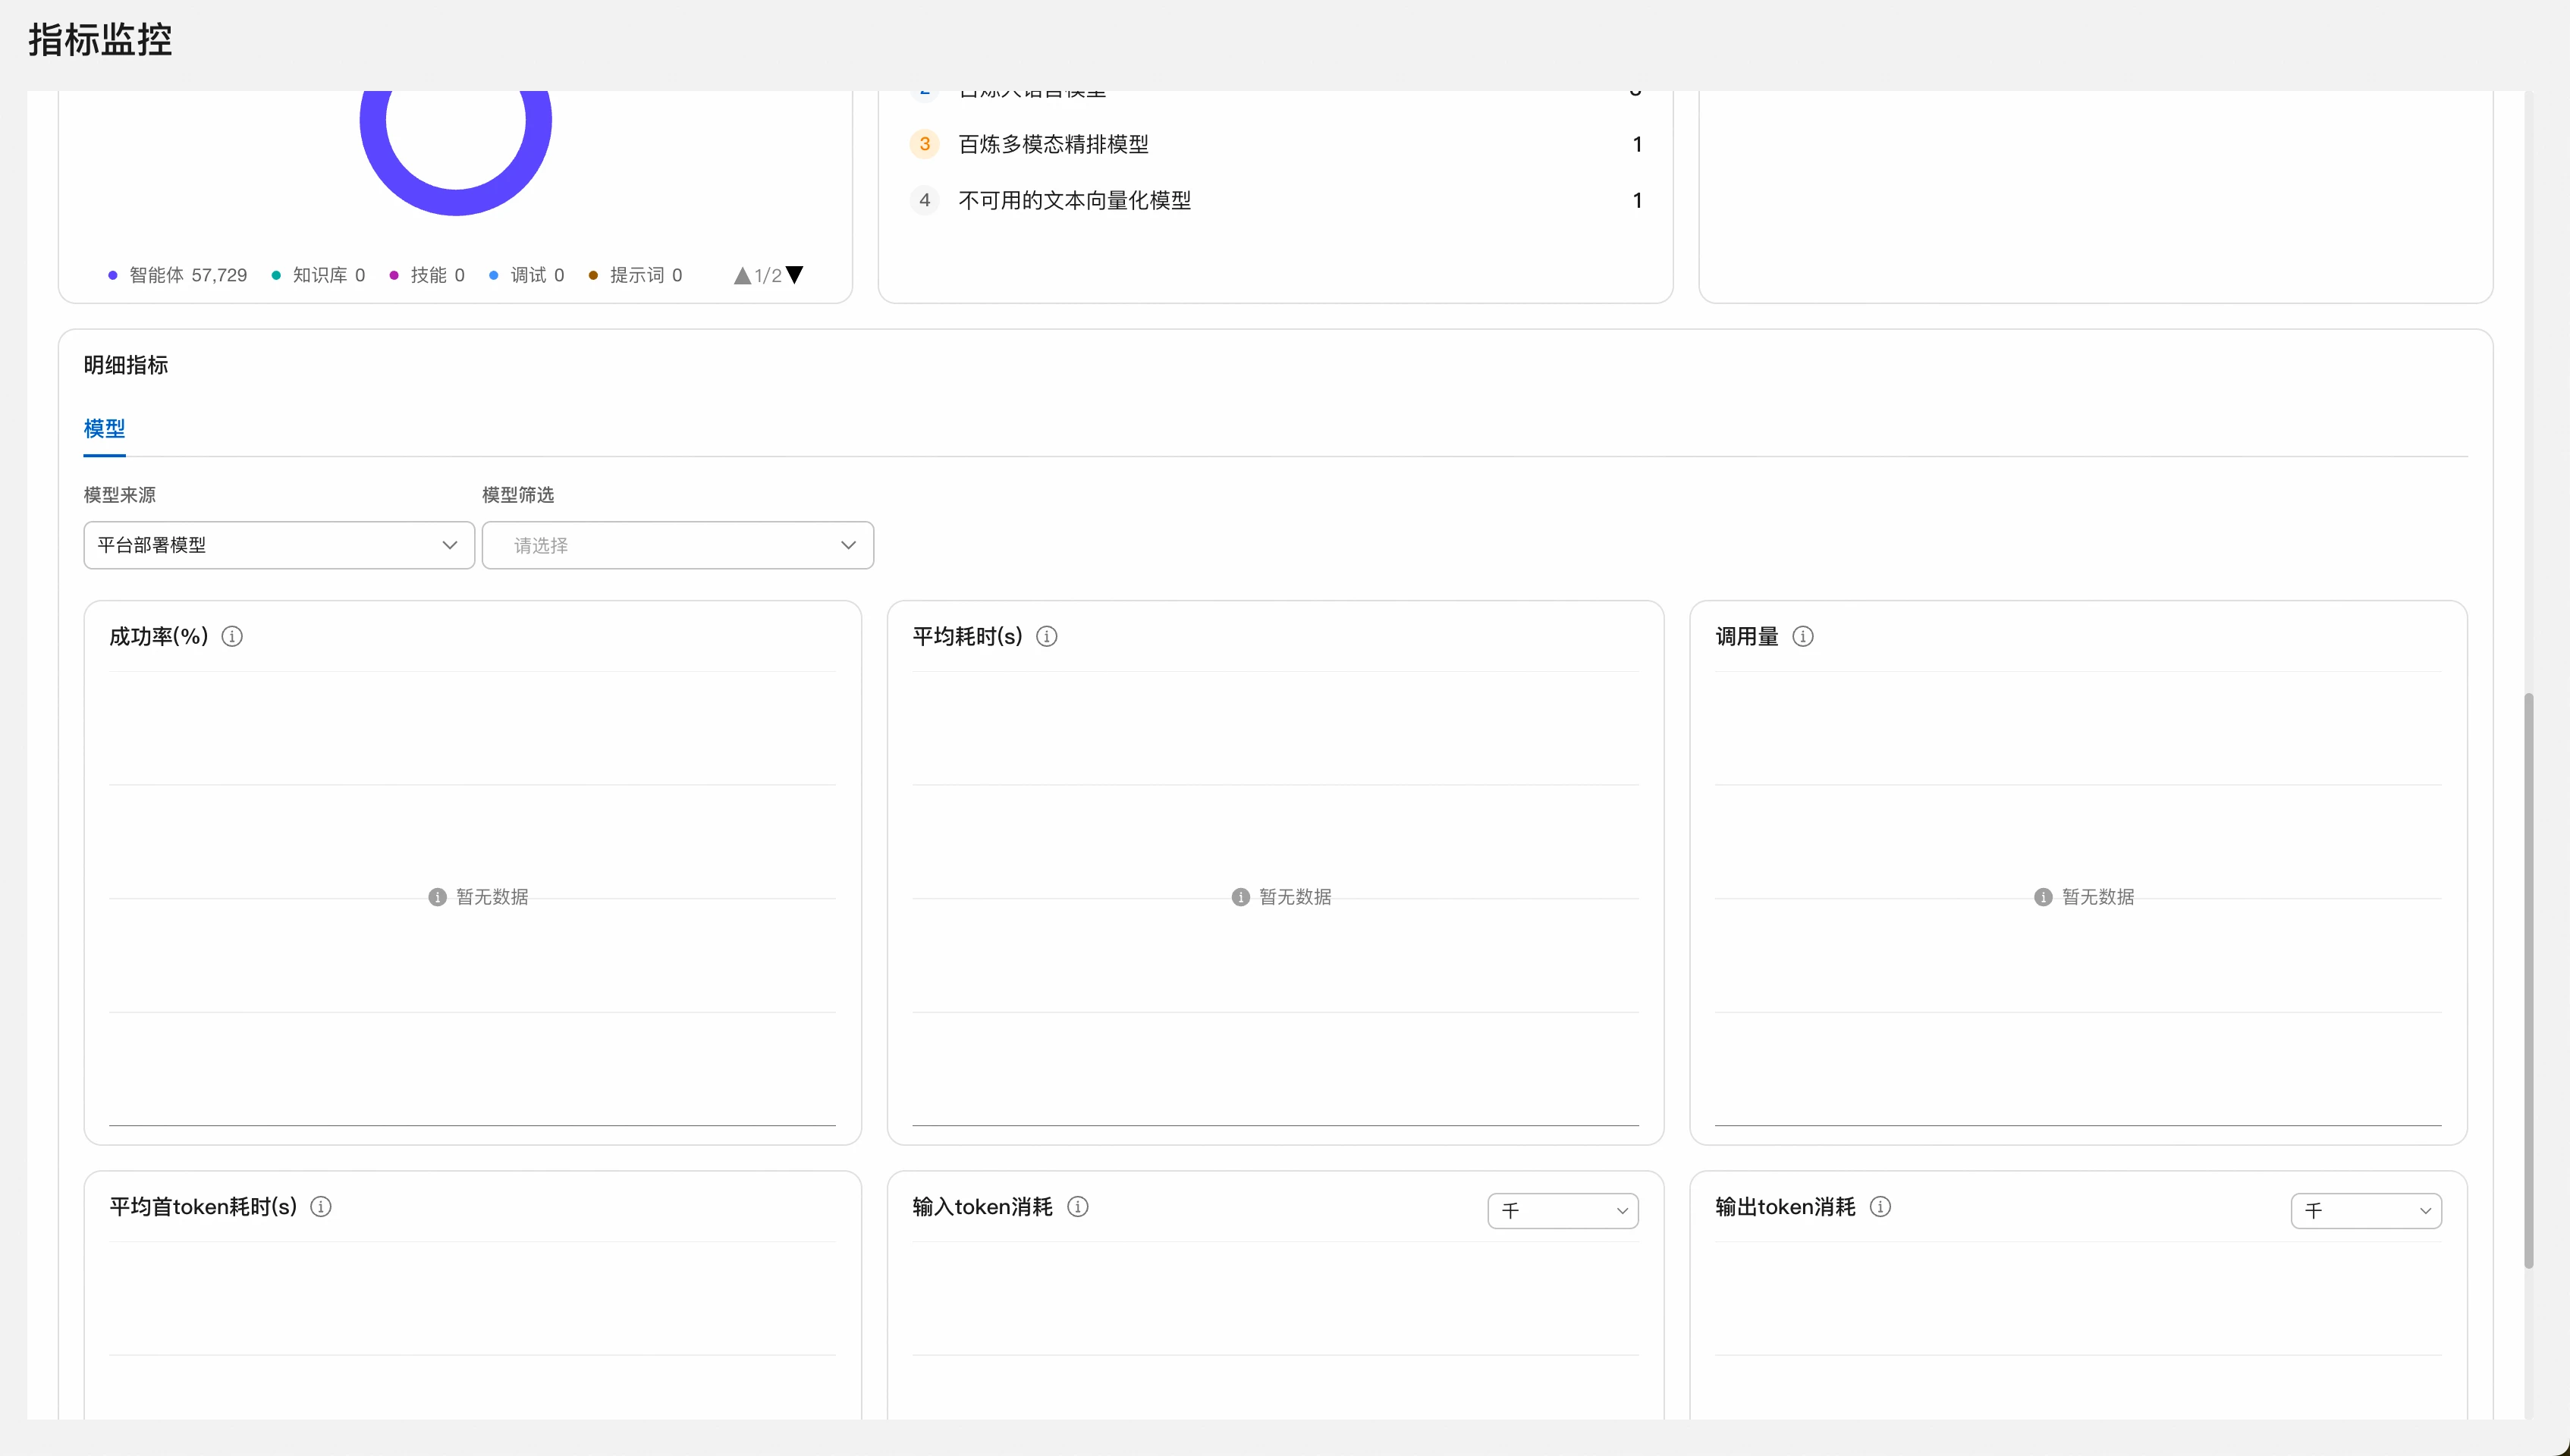 指标监控
3 百炼多模态精排模型 1
4 不可用的文本向量化模型 1
智能体 57,729 知识库 0 技能 0 调试 0 提示词 0 ▲1/2▼
明细指标
模型
模型来源 模型筛选
平台部署模型 请选择
成功率(%) 平均耗时(s) 调用量
暂无数据 暂无数据 暂无数据
平均首token耗时(s) 输入token消耗 千 输出token消耗 千